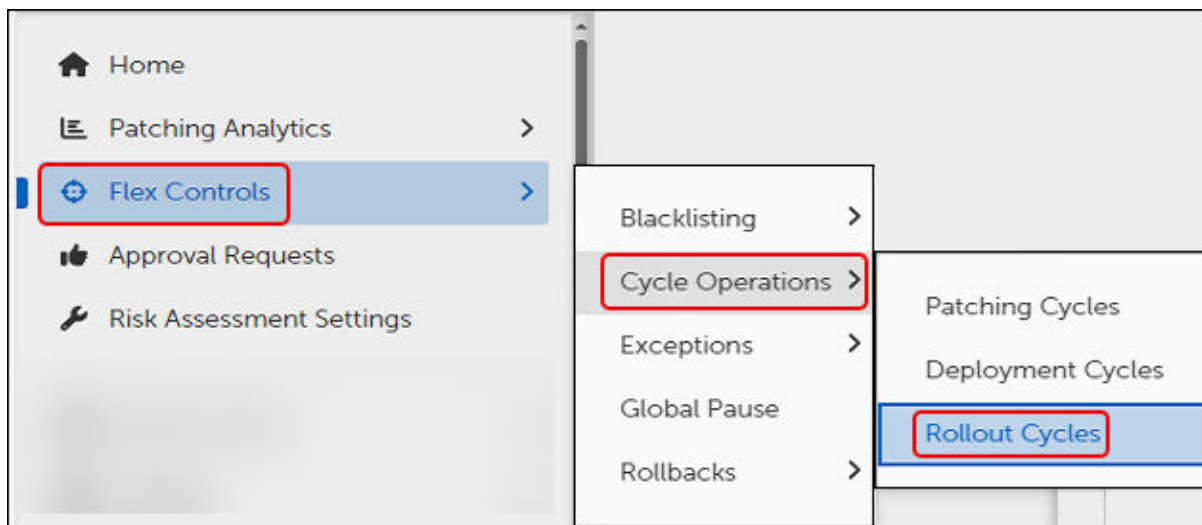 Home
Patching Analytics
Flex Controls
Approval Requests
Risk Assessment Settings
Blacklisting
Cycle Operations
Exceptions
Global Pause
Rollbacks
Patching Cycles
Deployment Cycles
Rollout Cycles